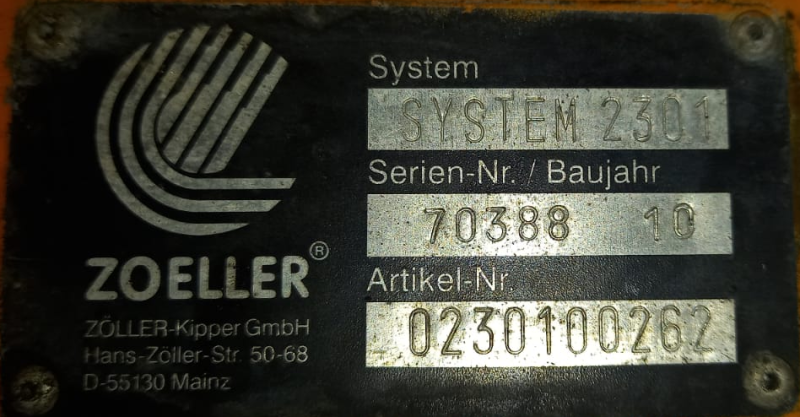 System
SYSTEM 2301
Serien-Nr. / Baujahr
70388 10
Artikel-Nr.
0230100262
ZOELLER®
ZÖLLER-Kipper GmbH
Hans-Zöller-Str. 50-68
D-55130 Mainz